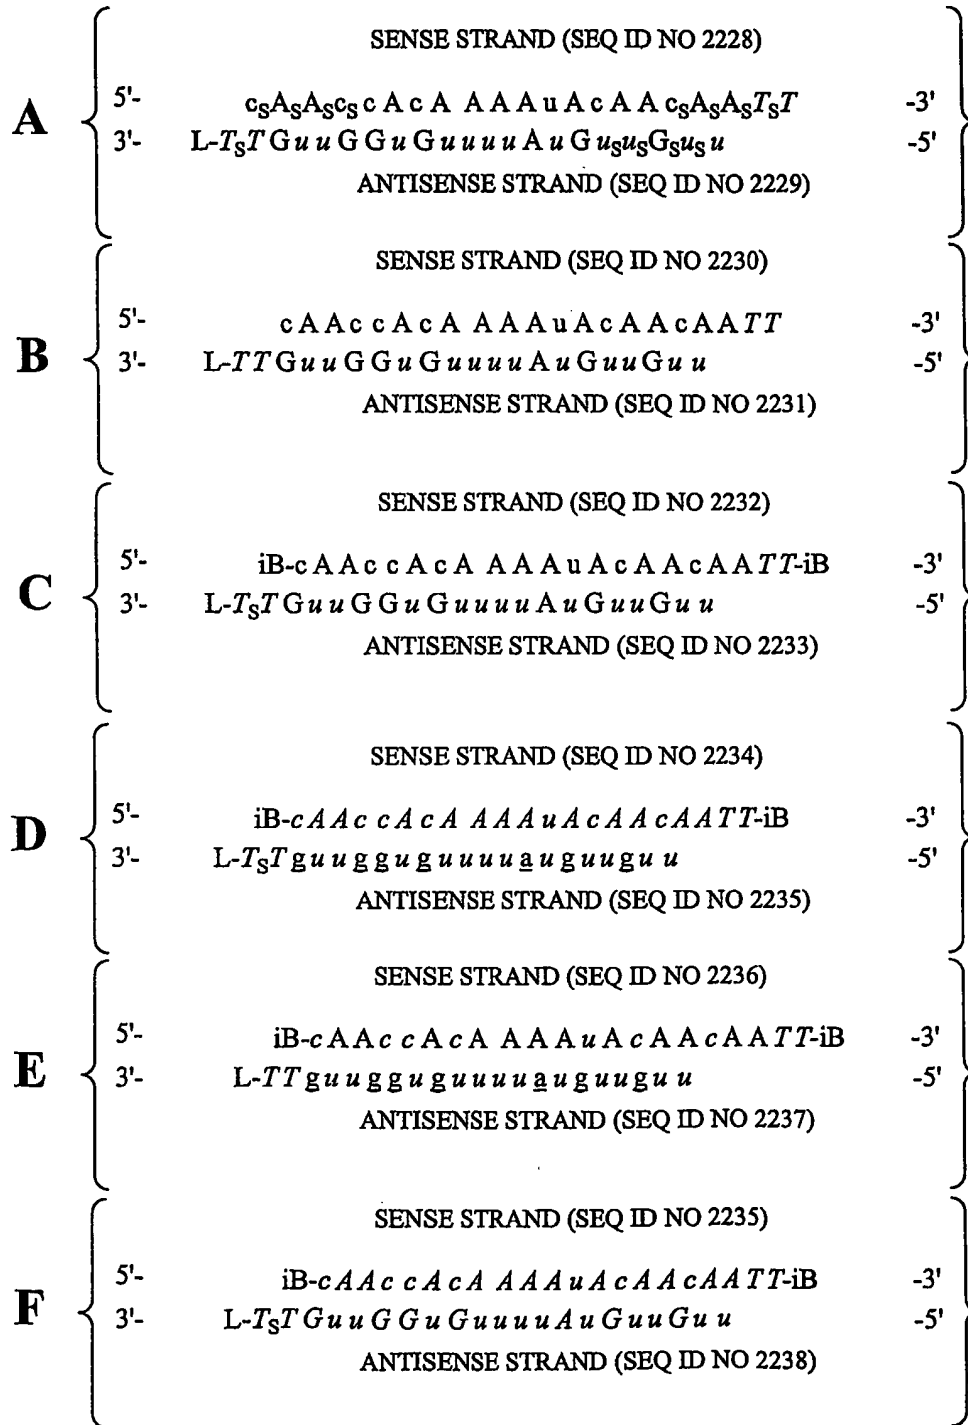 SENSE STRAND (SEQ ID NO 2228)
A
5'- cSASAScS c A c A A A A u A c A A cSASASTST -3'
3'- L-TST G u u G G u G u u u u A u G uSuSGSuS u -5'
ANTISENSE STRAND (SEQ ID NO 2229)
SENSE STRAND (SEQ ID NO 2230)
B
5'- c A A c c A c A A A A u A c A A c A A T T -3'
3'- L-T T G u u G G u G u u u u A u G u u G u u -5'
ANTISENSE STRAND (SEQ ID NO 2231)
SENSE STRAND (SEQ ID NO 2232)
C
5'- iB-c A A c c A c A A A A u A c A A c A A T T-iB -3'
3'- L-TST G u u G G u G u u u u A u G u u G u u -5'
ANTISENSE STRAND (SEQ ID NO 2233)
SENSE STRAND (SEQ ID NO 2234)
D
5'- iB-c A A c c A c A A A A u A c A A c A A T T-iB -3'
3'- L-TST g u u g g u g u u u u a u g u u g u u -5'
ANTISENSE STRAND (SEQ ID NO 2235)
SENSE STRAND (SEQ ID NO 2236)
E
5'- iB-c A A c c A c A A A A u A c A A c A A T T-iB -3'
3'- L-T T g u u g g u g u u u u a u g u u g u u -5'
ANTISENSE STRAND (SEQ ID NO 2237)
SENSE STRAND (SEQ ID NO 2235)
F
5'- iB-c A A c c A c A A A A u A c A A c A A T T-iB -3'
3'- L-TST G u u G G u G u u u u A u G u u G u u -5'
ANTISENSE STRAND (SEQ ID NO 2238)